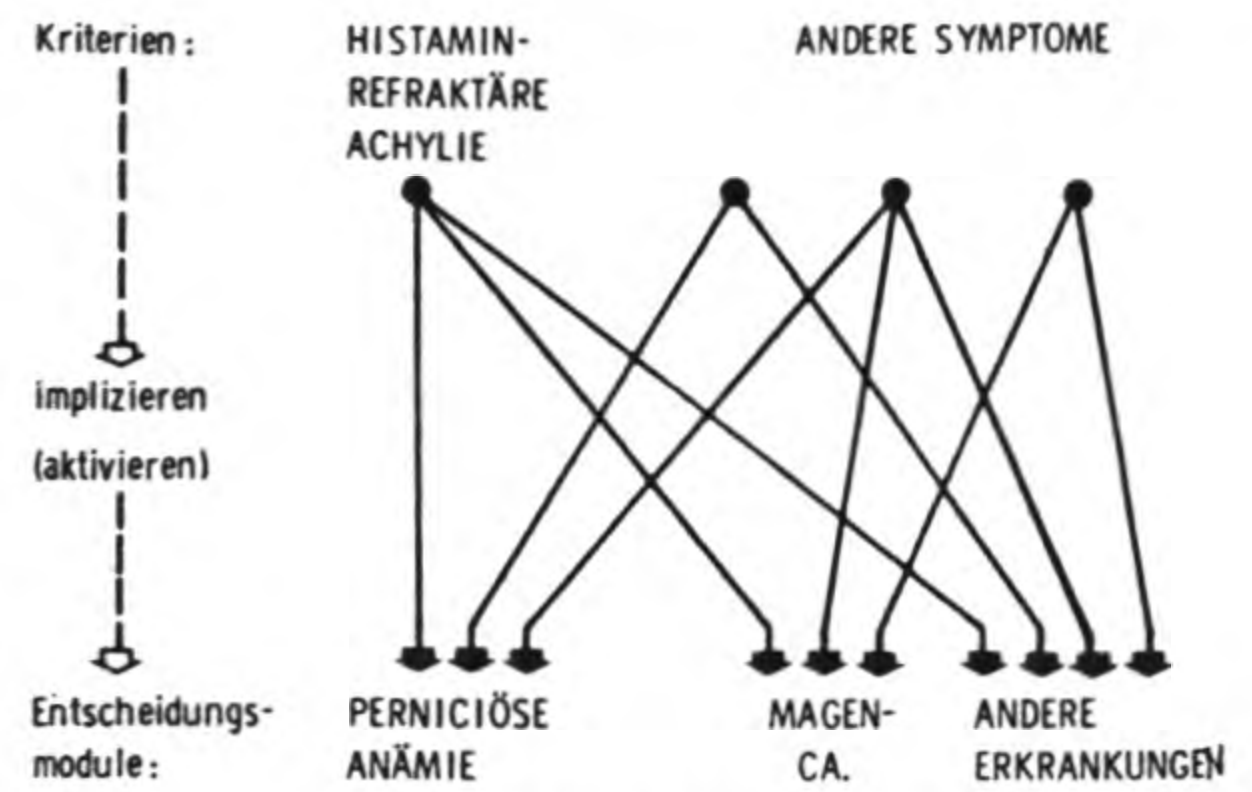 Kriterien:
HISTAMIN-
REFRAKTÄRE
ACHYLIE
ANDERE SYMPTOME
implizieren
(aktivieren)
Entscheidungs-
module:
PERNICIÖSE
ANÄMIE
MAGEN-
CA.
ANDERE
ERKRANKUNGEN